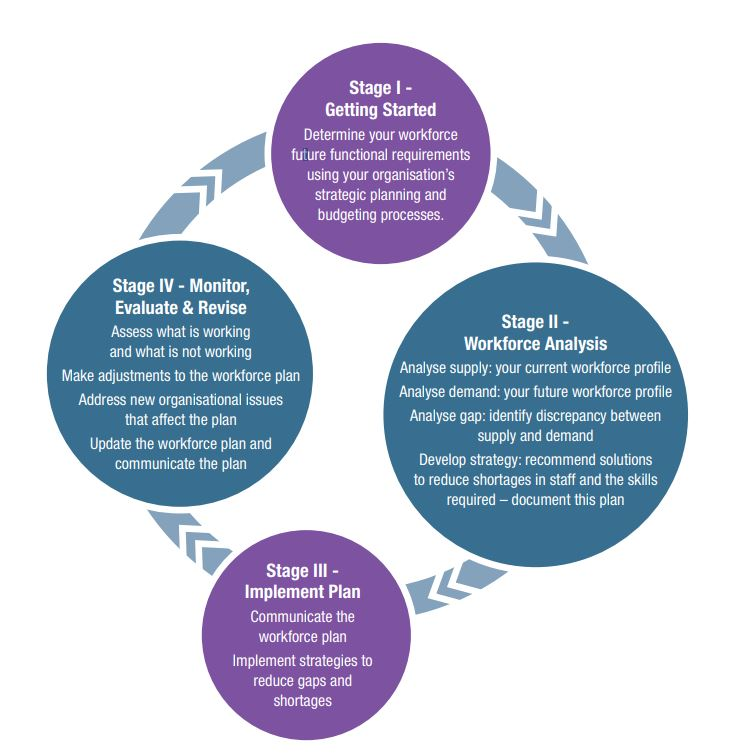 Stage I -
Getting Started
Determine your workforce
future functional requirements
using your organisation's
strategic planning and
budgeting processes.
Stage II -
Workforce Analysis
Analyse supply: your current workforce profile
Analyse demand: your future workforce profile
Analyse gap: identify discrepancy between
supply and demand
Develop strategy: recommend solutions
to reduce shortages in staff and the skills
required – document this plan
Stage III -
Implement Plan
Communicate the
workforce plan
Implement strategies to
reduce gaps and
shortages
Stage IV - Monitor,
Evaluate & Revise
Assess what is working
and what is not working
Make adjustments to the workforce plan
Address new organisational issues
that affect the plan
Update the workforce plan and
communicate the plan